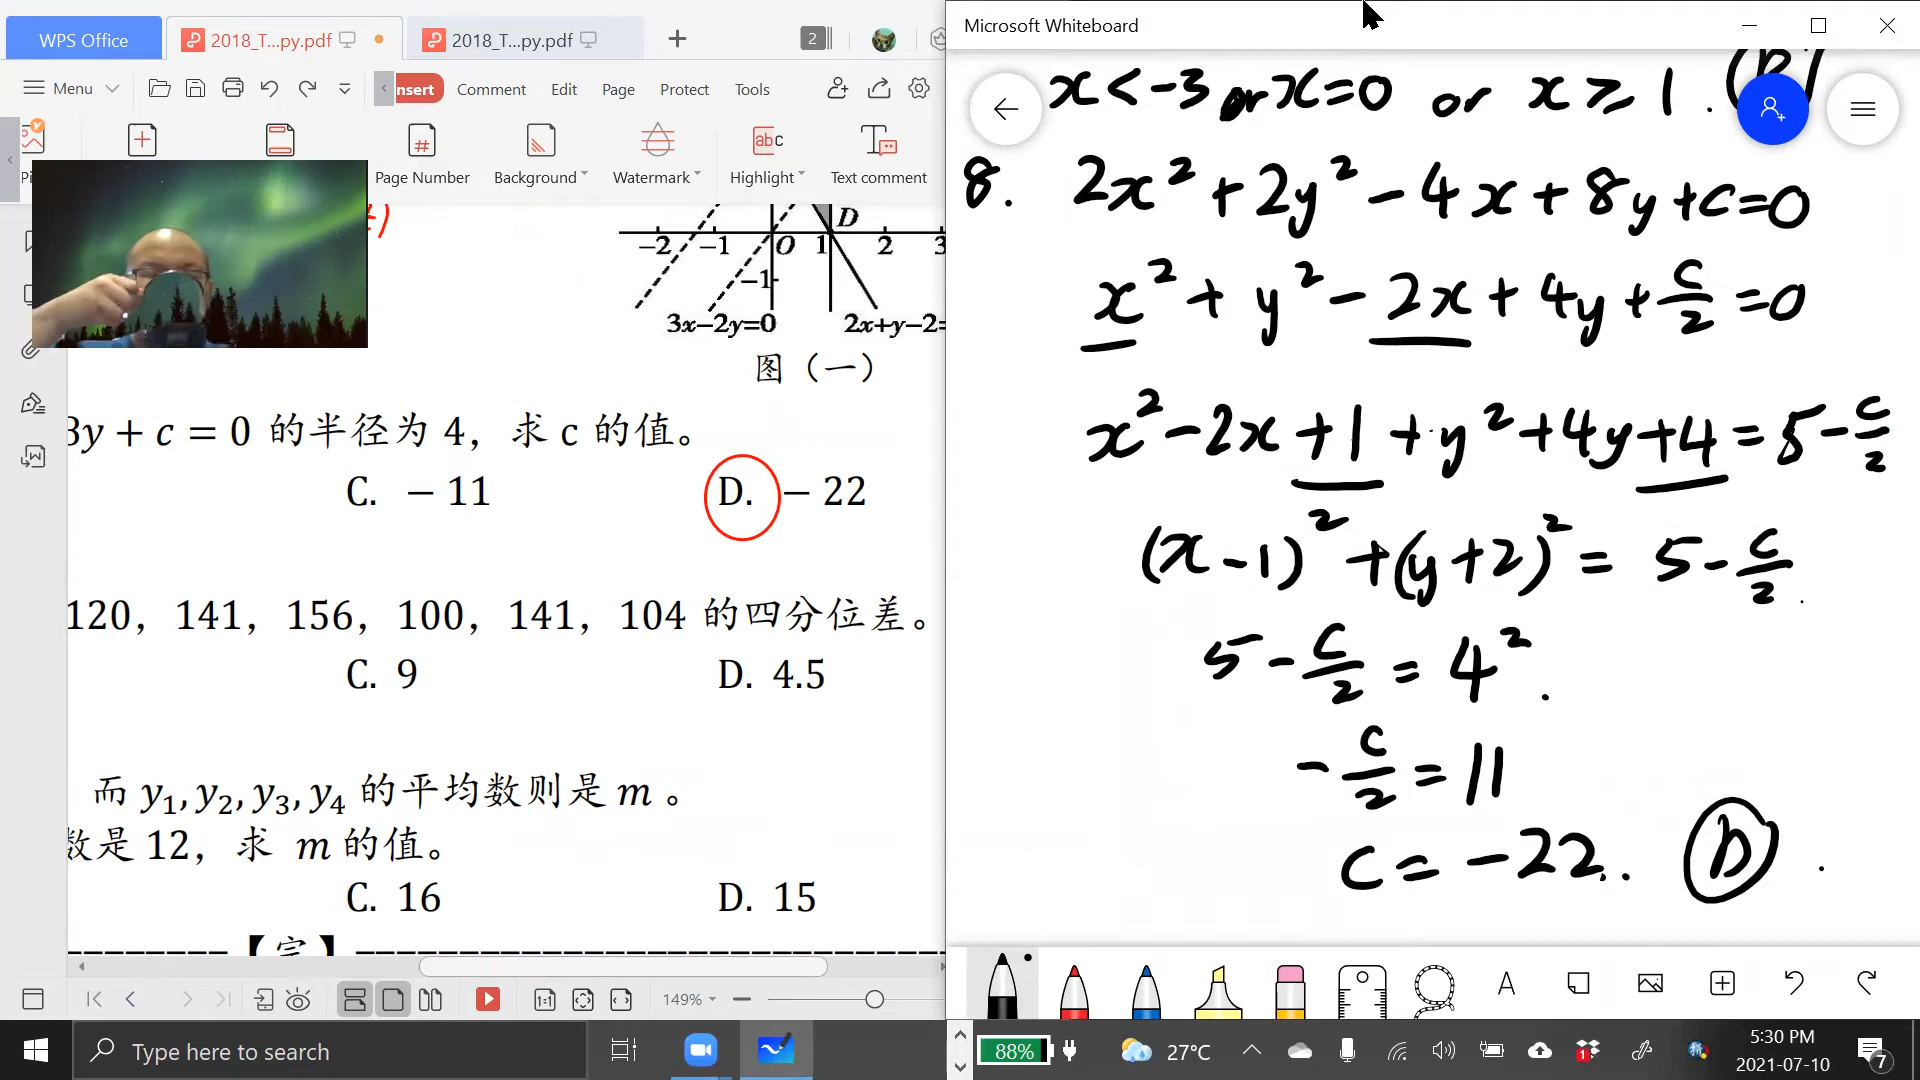 WPS Office
2018_T...py.pdf
2018_T...py.pdf
2
Menu
nsert
Comment
Edit
Page
Protect
Tools
Page Number
Background
Watermark
abc
Highlight
Text comment
D
-2 -1 O 1 2 3
-1
3x-2y=0
2x+y-2=
图（一）
y + c = 0 的半径为 4，求 c 的值。
C. -11
D. -22
120，141，156，100，141，104 的四分位差。
C. 9
D. 4.5
而 y₁, y₂, y₃, y₄ 的平均数则是 m 。
数是 12，求 m 的值。
C. 16
D. 15
【完】
149%
Microsoft Whiteboard
x < -3 or x = 0 or x ⩾ 1 . (B)
8. 2x² + 2y² - 4x + 8y + c = 0
x² + y² - 2x + 4y + c/2 = 0
x² - 2x + 1 + y² + 4y + 4 = 5 - c/2
(x - 1)² + (y + 2)² = 5 - c/2 .
5 - c/2 = 4² .
- c/2 = 11
c = -22 .. D .
A
Type here to search
88%
27°C
1
5:30 PM
2021-07-10
7